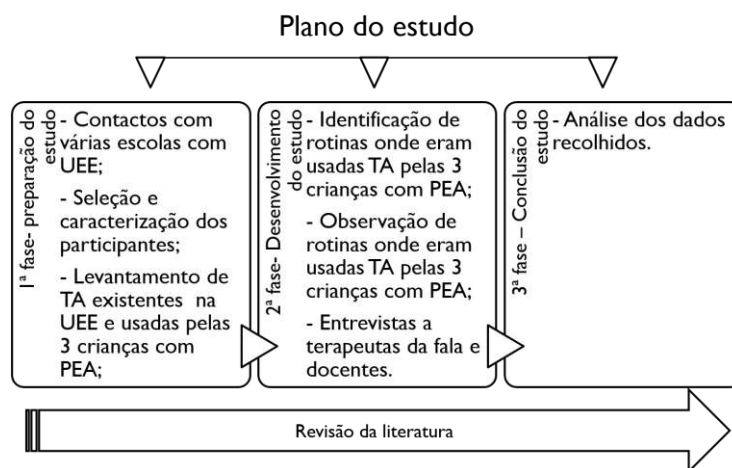 Plano do estudo
1ª fase- preparação do
estudo
- Contactos com
várias escolas com
UEE;
- Seleção e
caracterização dos
participantes;
- Levantamento de
TA existentes na
UEE e usadas pelas
3 crianças com
PEA;
2ª fase- Desenvolvimento
do estudo
- Identificação de
rotinas onde eram
usadas TA pelas 3
crianças com PEA;
- Observação de
rotinas onde eram
usadas TA pelas 3
crianças com PEA;
- Entrevistas a
terapeutas da fala e
docentes.
3ª fase – Conclusão do
estudo
- Análise dos dados
recolhidos.
Revisão da literatura